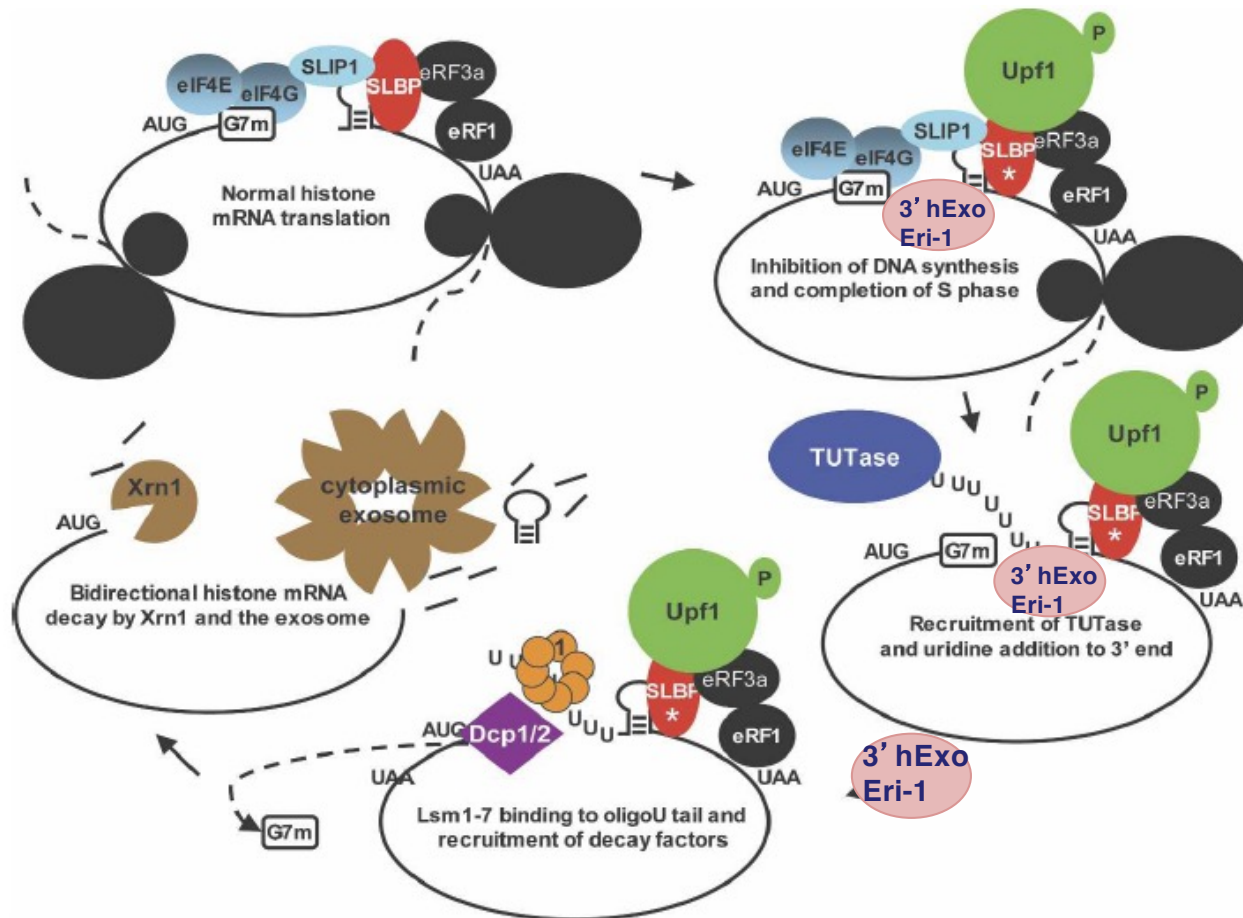 SLIP1
eIF4E
eIF4G
SLBP
eRF3a
AUG
G7m
eRF1
UAA
Normal histone
mRNA translation
P
Upf1
SLIP1
eIF4E
eIF4G
SLBP
*
eRF3a
AUG
G7m
eRF1
3' hExo
Eri-1
UAA
Inhibition of DNA synthesis
and completion of S phase
P
Upf1
TUTase
U U U U U U U
SLBP
*
eRF3a
AUG
G7m
eRF1
3' hExo
Eri-1
UAA
Recruitment of TUTase
and uridine addition to 3' end
3' hExo
Eri-1
P
Upf1
U U
1
SLBP
*
eRF3a
U U U
AUG
Dcp1/2
eRF1
UAA
UAA
Lsm1-7 binding to oligoU tail and
recruitment of decay factors
G7m
Xrn1
cytoplasmic
exosome
AUG
Bidirectional histone mRNA
decay by Xrn1 and the exosome